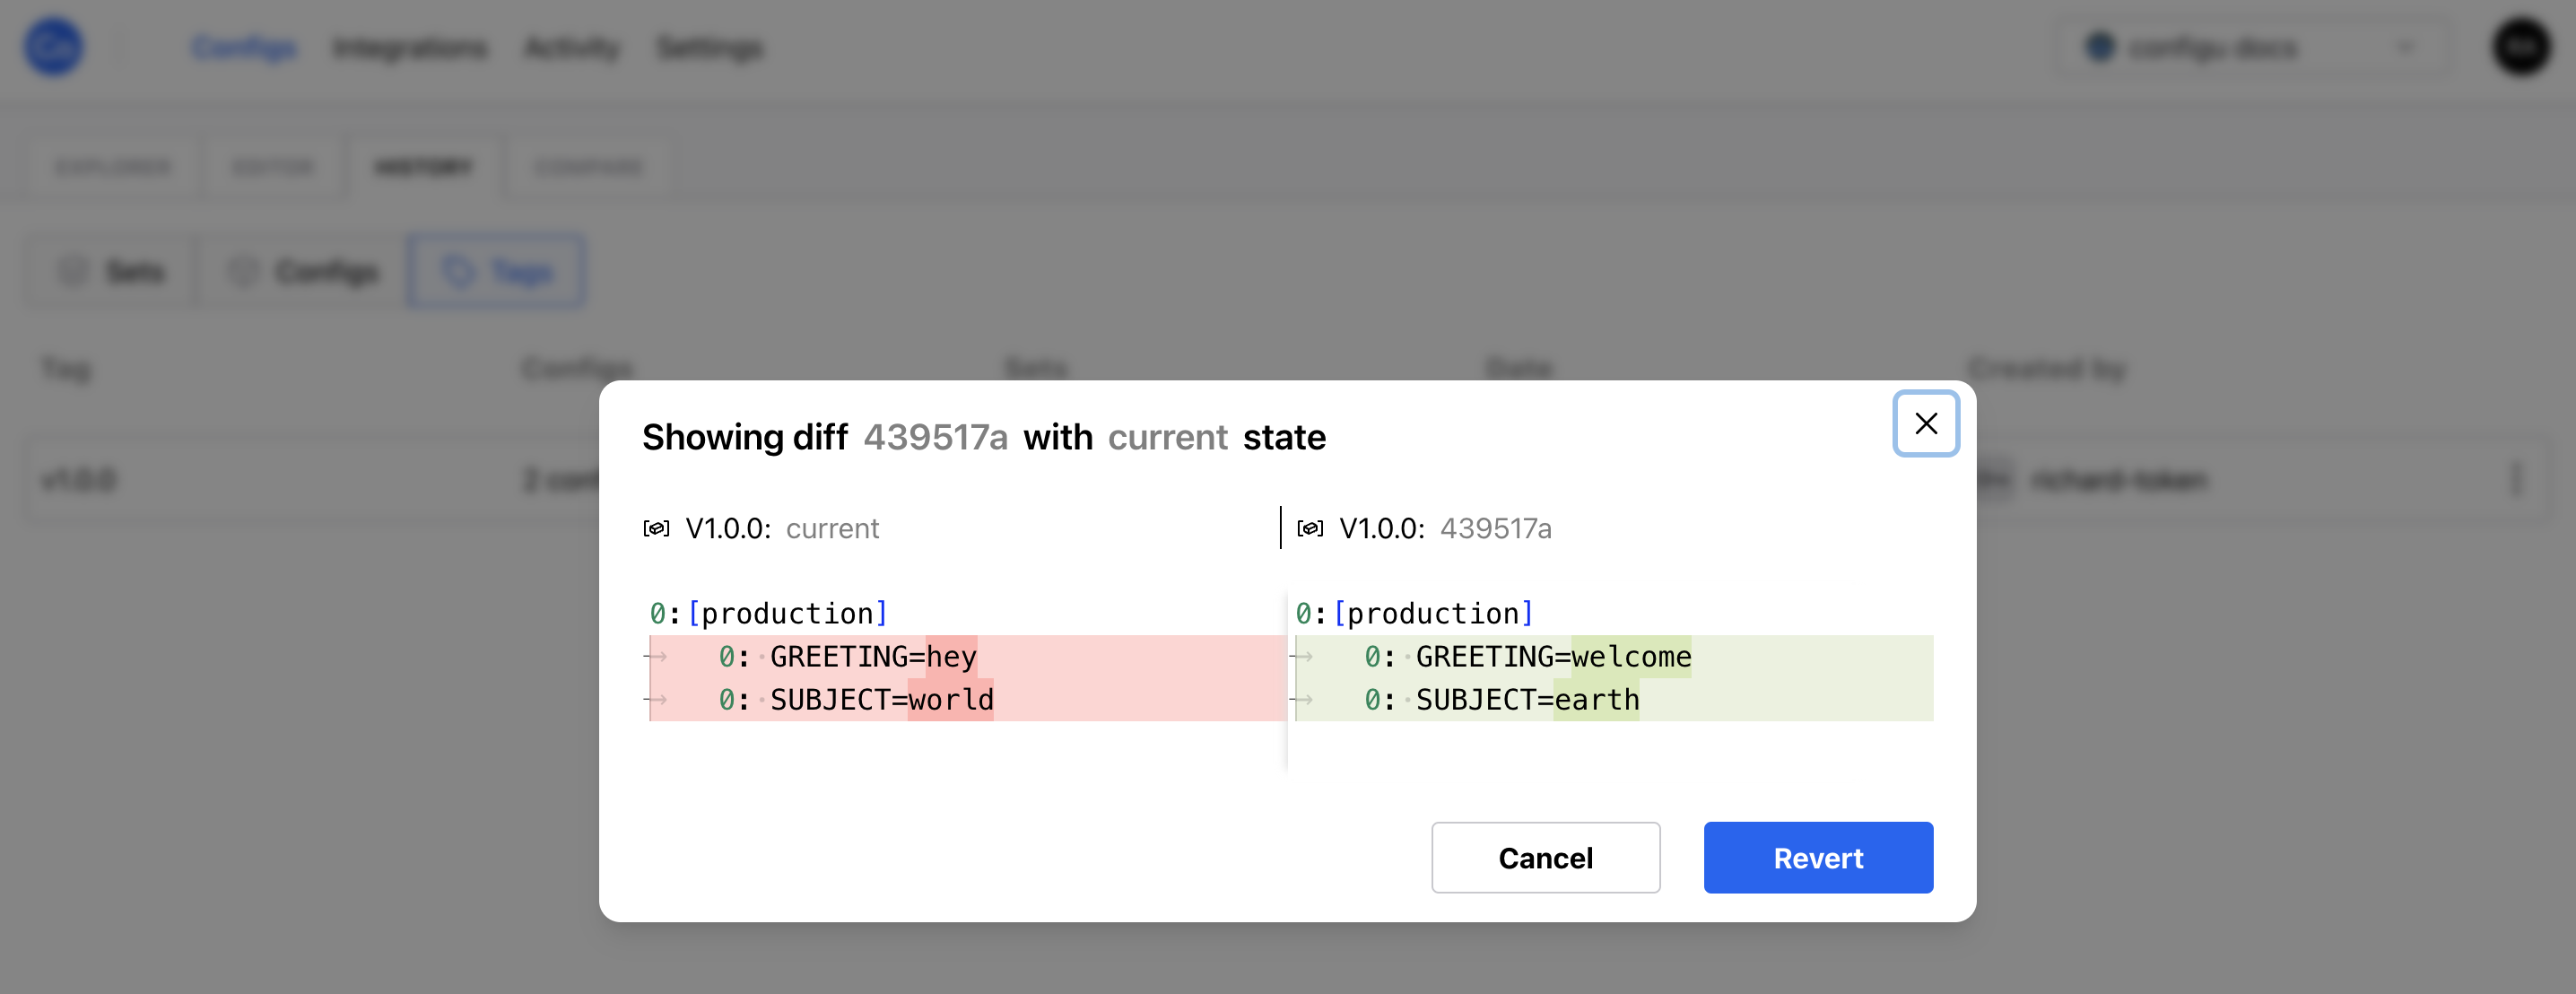 Configs Integrations Activity Settings
configu docs
EXPLORER EDITOR HISTORY COMPARE
Sets Configs Tags
Tag Configs Sets Date Created by
v1.0.0 2 conf richard-token
Showing diff 439517a with current state
V1.0.0: current
V1.0.0: 439517a
0:[production]
0: GREETING=hey
0: SUBJECT=world
0:[production]
0: GREETING=welcome
0: SUBJECT=earth
Cancel Revert